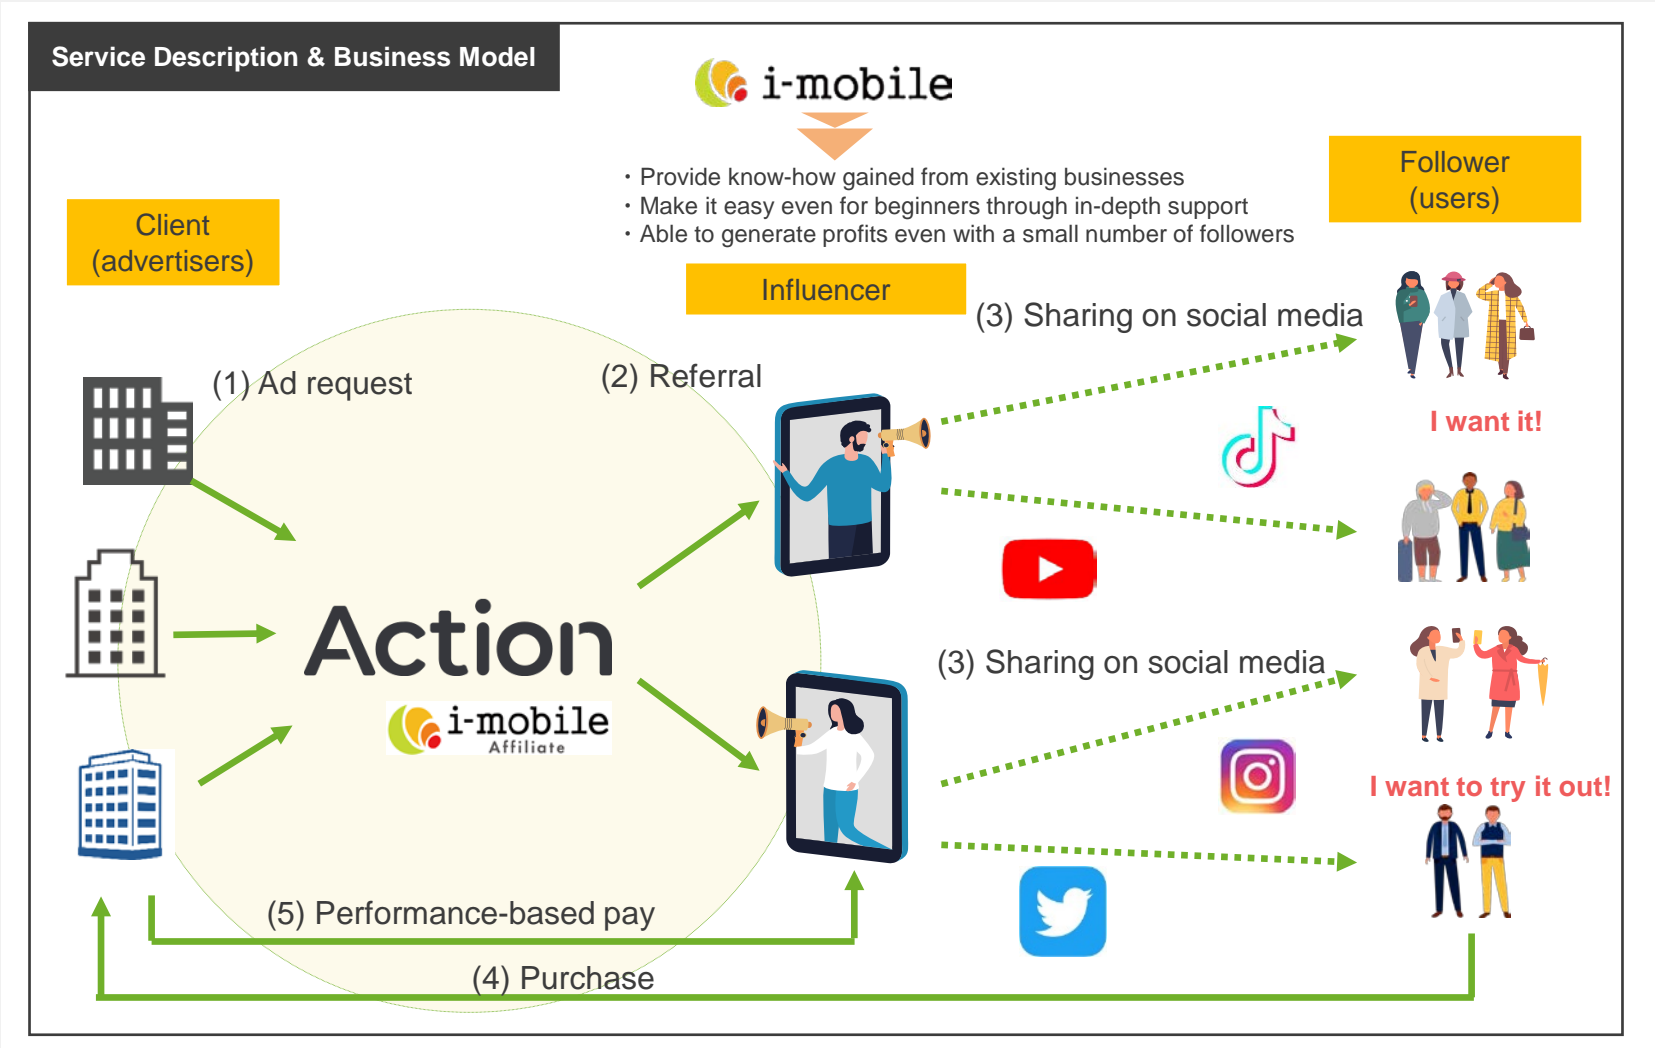 Service Description & Business Model
i-mobile
・Provide know-how gained from existing businesses
・Make it easy even for beginners through in-depth support
・Able to generate profits even with a small number of followers
Client
(advertisers)
Influencer
Follower
(users)
(1) Ad request
(2) Referral
(3) Sharing on social media
I want it!
Action
i-mobile
Affiliate
(3) Sharing on social media
I want to try it out!
(5) Performance-based pay
(4) Purchase